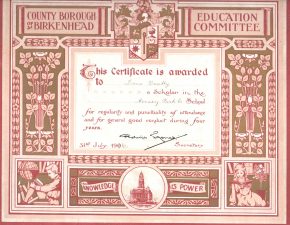 COUNTY BOROUGH
OF BIRKENHEAD
EDUCATION
COMMITTEE
This Certificate is awarded
to
a Scholar in the
School
for regularity and punctuality of attendance
and for general good conduct during four
years.
31st July, 190
Secretary
KNOWLEDGE IS POWER